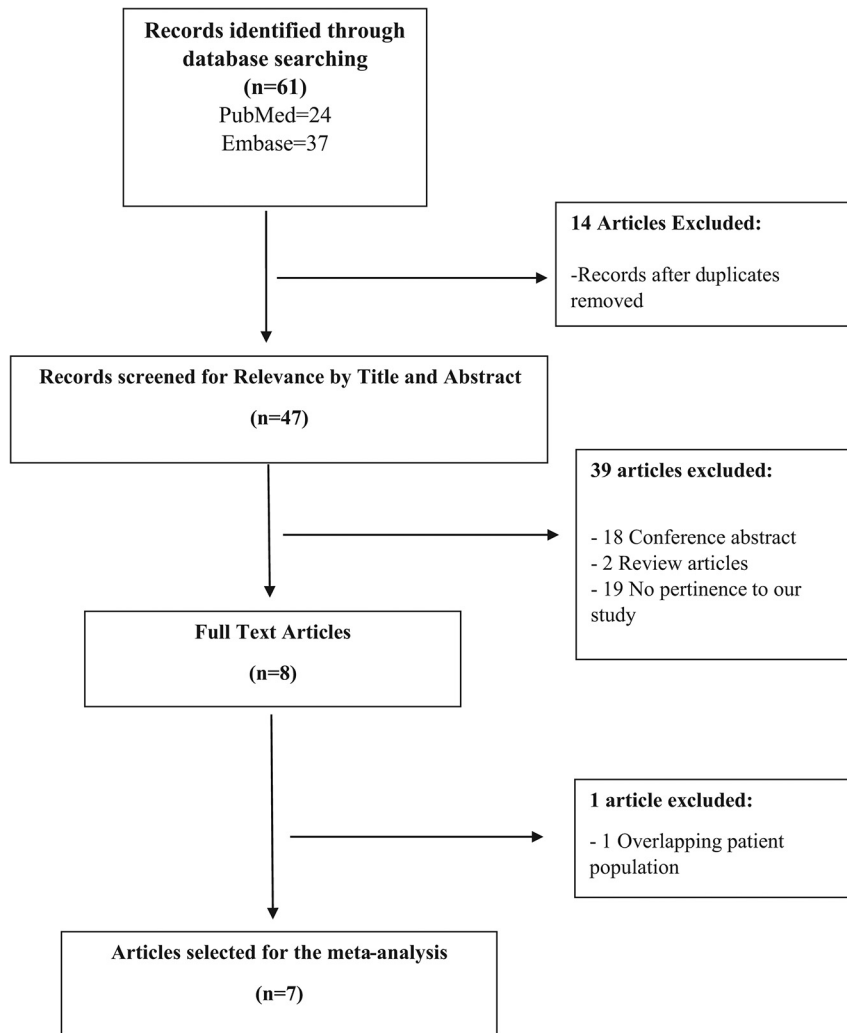 Records identified through
database searching
(n=61)
PubMed=24
Embase=37
14 Articles Excluded:
-Records after duplicates
removed
Records screened for Relevance by Title and Abstract
(n=47)
39 articles excluded:
- 18 Conference abstract
- 2 Review articles
- 19 No pertinence to our
study
Full Text Articles
(n=8)
1 article excluded:
- 1 Overlapping patient
population
Articles selected for the meta-analysis
(n=7)